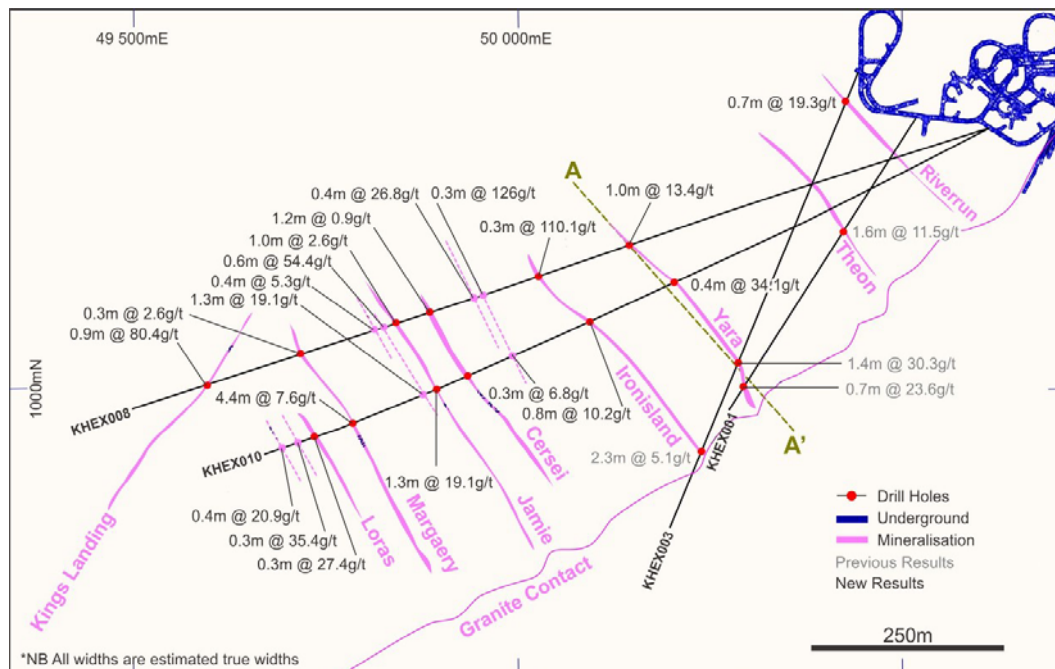 49 500mE
50 000mE
0.7m @ 19.3g/t
Riverrun
A
0.4m @ 26.8g/t
0.3m @ 126g/t
1.0m @ 13.4g/t
1.2m @ 0.9g/t
0.3m @ 110.1g/t
1.6m @ 11.5g/t
1.0m @ 2.6g/t
Theon
0.6m @ 54.4g/t
0.4m @ 5.3g/t
0.4m @ 34.1g/t
1.3m @ 19.1g/t
0.3m @ 2.6g/t
Yara
0.9m @ 80.4g/t
1.4m @ 30.3g/t
1000mN
0.3m @ 6.8g/t
0.7m @ 23.6g/t
4.4m @ 7.6g/t
0.8m @ 10.2g/t
Ironisland
KHEX008
KHEX001
A'
Cersei
2.3m @ 5.1g/t
KHEX010
1.3m @ 19.1g/t
Drill Holes
0.4m @ 20.9g/t
Loras
Margaery
Jamie
KHEX003
Underground
0.3m @ 35.4g/t
Mineralisation
0.3m @ 27.4g/t
Previous Results
New Results
Kings Landing
Granite Contact
250m
*NB All widths are estimated true widths